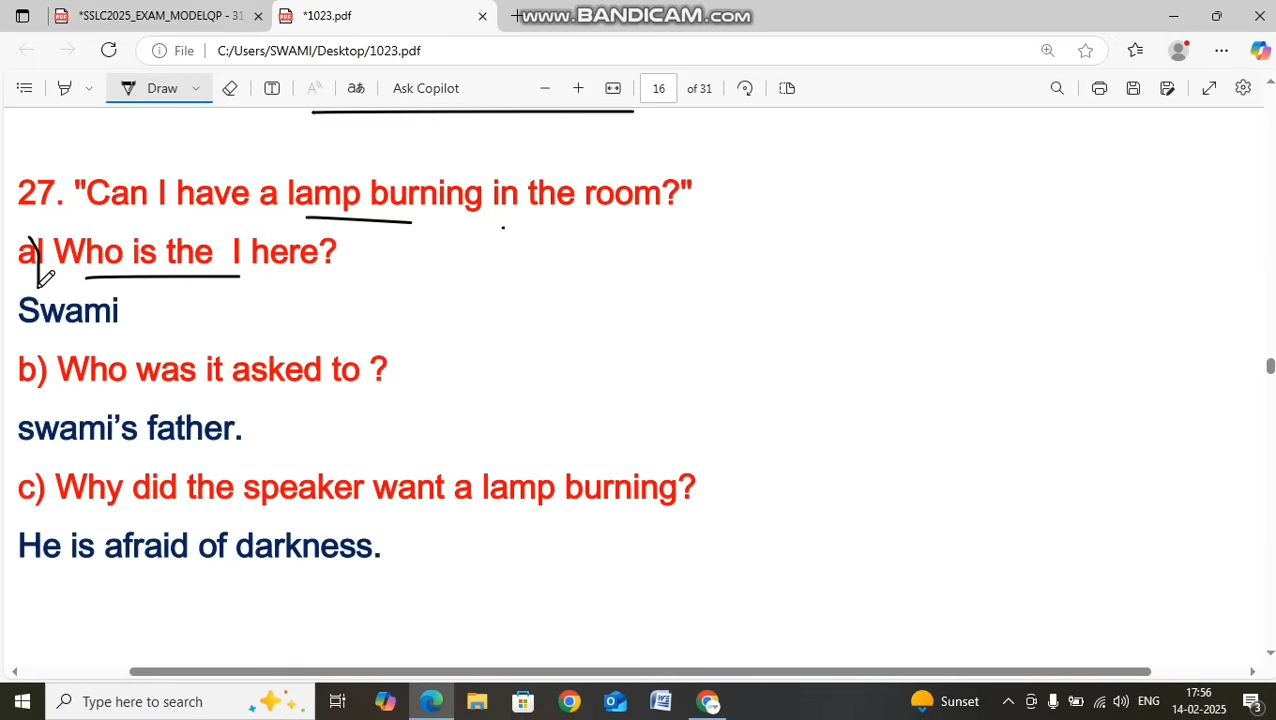 *SSLC2025_EXAM_MODELQP - 31
*1023.pdf
www.BANDICAM.com
File
C:/Users/SWAMI/Desktop/1023.pdf
Draw
Ask Copilot
16 of 31
27. "Can I have a lamp burning in the room?"
a) Who is the I here?
Swami
b) Who was it asked to ?
swami’s father.
c) Why did the speaker want a lamp burning?
He is afraid of darkness.
Type here to search
Sunset
ENG
17:56
14-02-2025
3